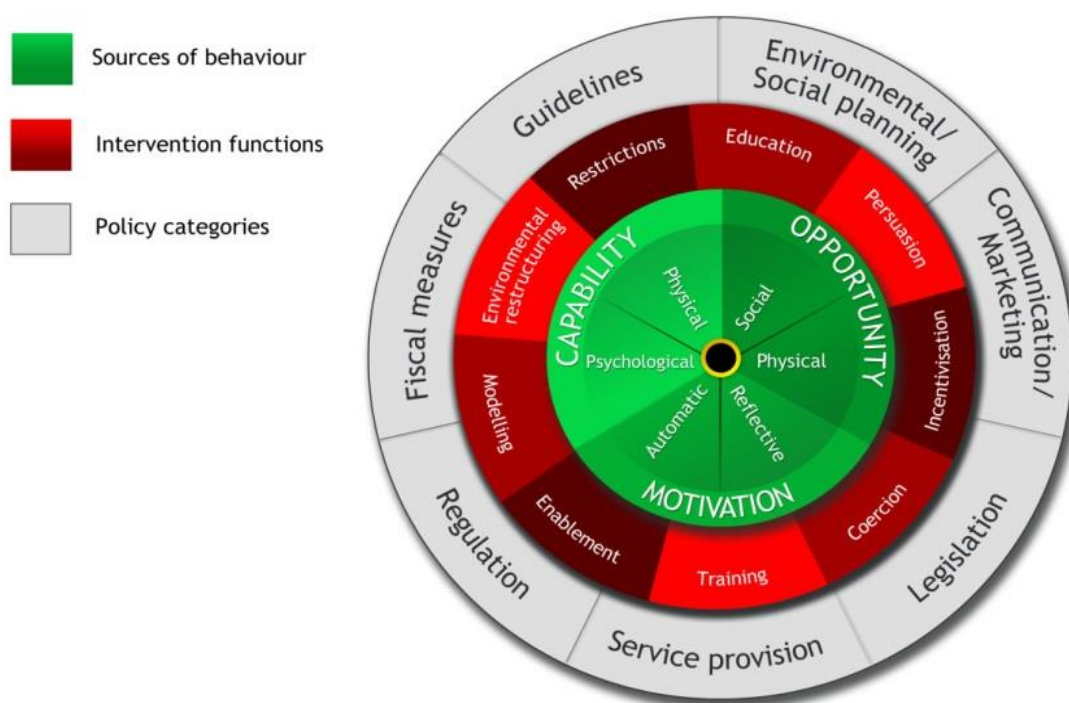 Sources of behaviour
Intervention functions
Policy categories
Guidelines
Environmental/
Social planning
Communication/
Marketing
Legislation
Service provision
Regulation
Fiscal measures
Restrictions
Education
Persuasion
Incentivisation
Coercion
Training
Enablement
Modelling
Environmental
restructuring
CAPABILITY
OPPORTUNITY
MOTIVATION
Physical
Social
Psychological
Physical
Automatic
Reflective